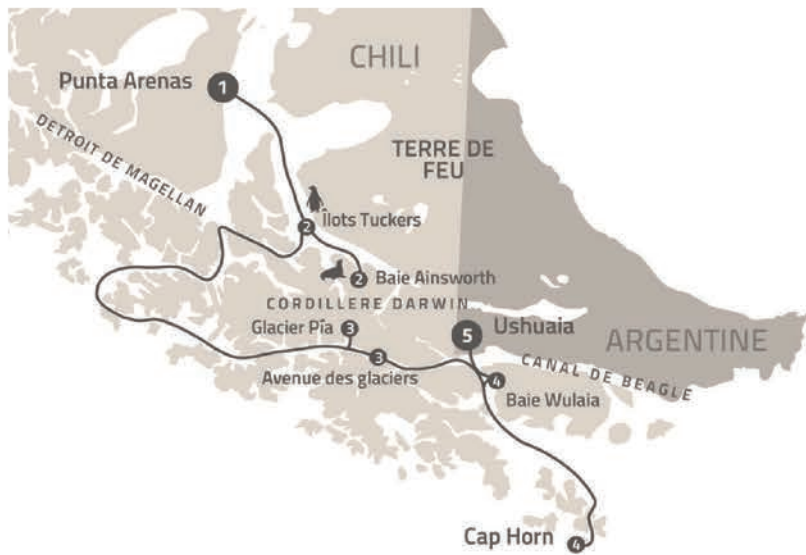 CHILI
Punta Arenas
1
DETROIT DE MAGELLAN
TERRE DE
FEU
Îlots Tuckers
2
2
Baie Ainsworth
CORDILLERE DARWIN
Glacier Pía
3
5
Ushuaia
ARGENTINE
3
Avenue des glaciers
CANAL DE BEAGLE
4
Baie Wulaia
Cap Horn
4